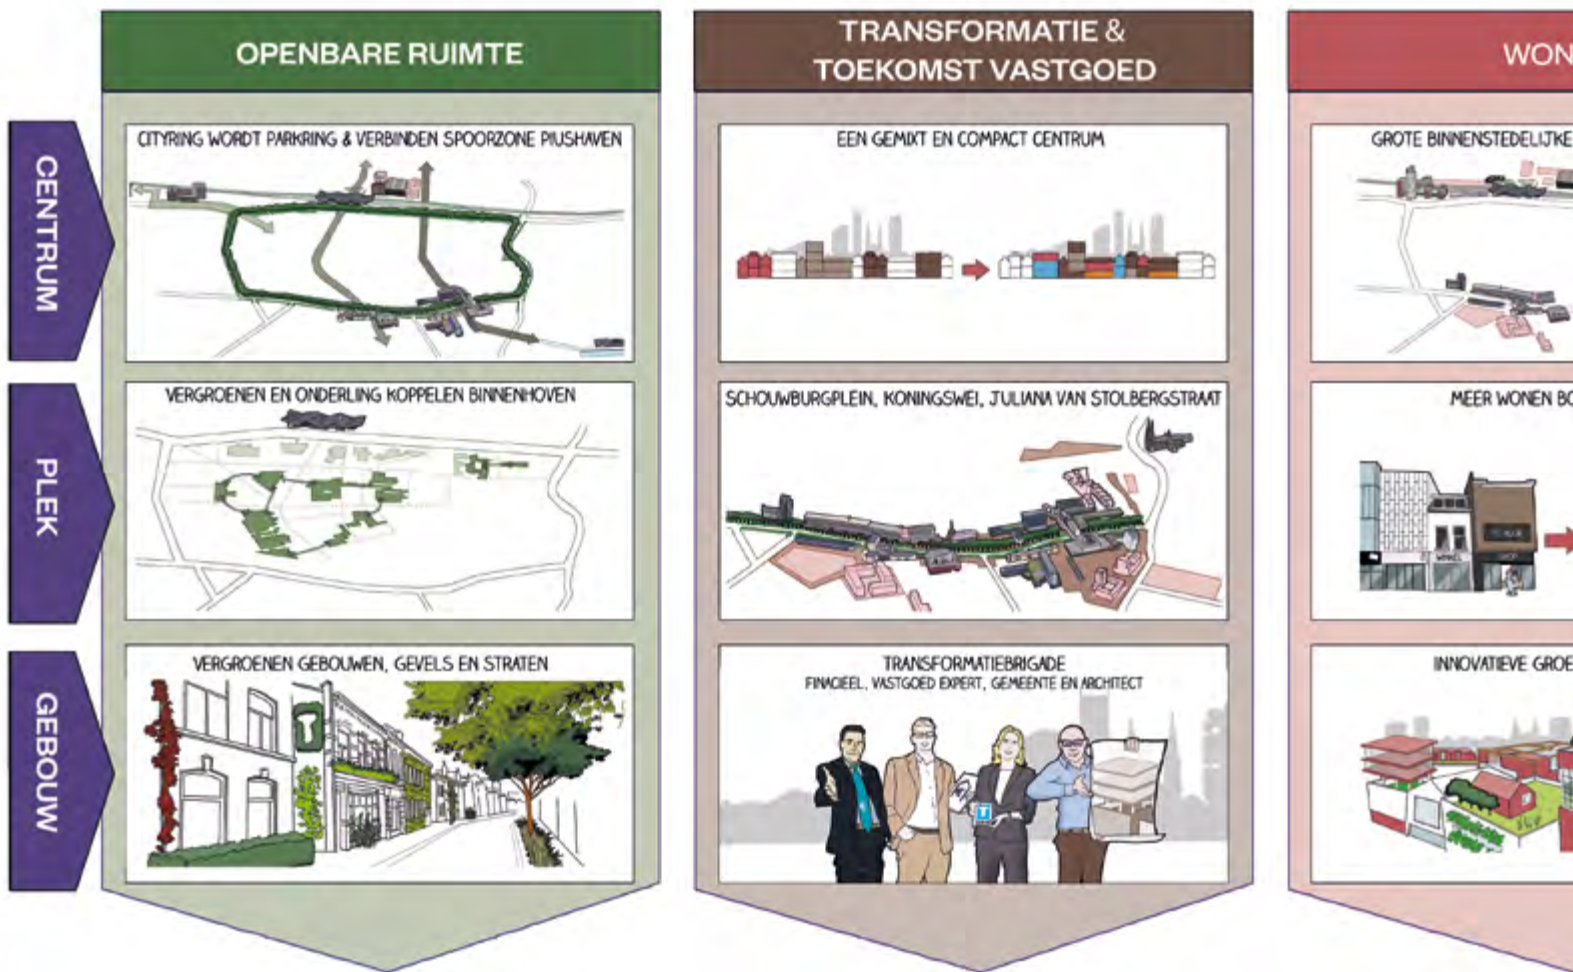 OPENBARE RUIMTE
TRANSFORMATIE &
TOEKOMST VASTGOED
WON
CENTRUM
CITYRING WORDT PARKRING & VERBINDEN SPOORZONE PIUSHAVEN
EEN GEMIXT EN COMPACT CENTRUM
GROTE BINNENSTEDELIJKE
PLEK
VERGROENEN EN ONDERLING KOPPELEN BINNENHOVEN
SCHOUWBURGPLEIN, KONINGSWEI, JULIANA VAN STOLBERGSTRAAT
MEER WONEN BO
WINKEL
SHOP
GEBOUW
VERGROENEN GEBOUWEN, GEVELS EN STRATEN
T
TRANSFORMATIEBRIGADE
FINACIEEL, VASTGOED EXPERT, GEMEENTE EN ARCHITECT
T
INNOVATIEVE GROE